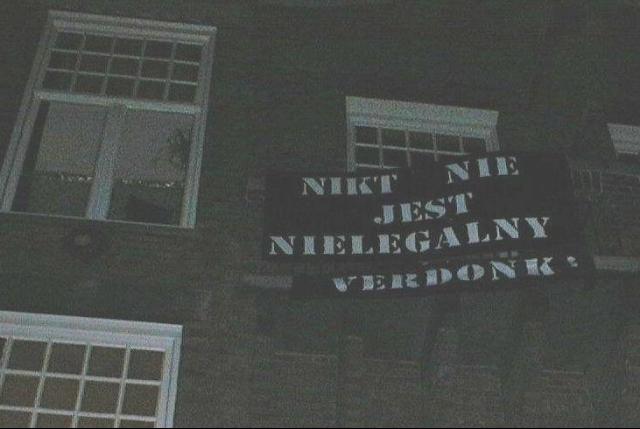 NIKT NIE
JEST
NIELEGALNY
VERDONK: